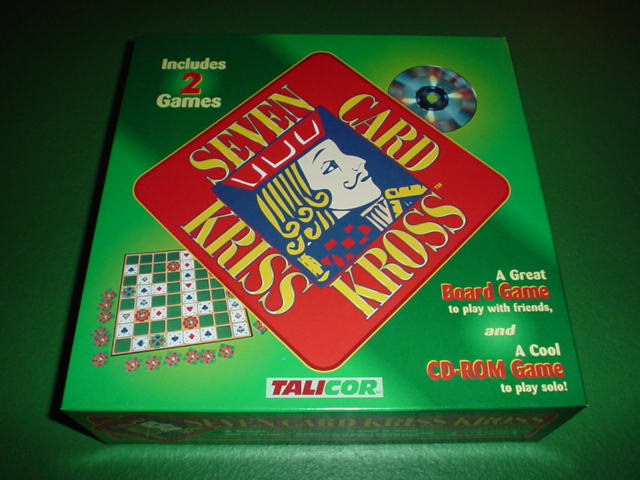 Includes
2
Games
SEVEN
CARD
KRISS
KROSS™
A Great
Board Game
to play with friends,
and
A Cool
CD-ROM Game
to play solo!
TALICOR
SEVEN CARD KRISS KROSS